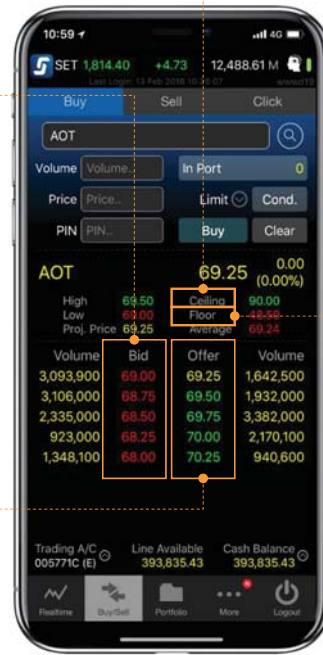 10:59 4G
SET 1,814.40 +4.73 12,488.61 M
Last Login: 13 Feb 2018
Buy Sell Click
AOT
Volume Volume.. In Port 0
Price Price.. Limit Cond.
PIN PIN.. Buy Clear
AOT 69.25 0.00
(0.00%)
High 69.50 Ceiling 90.00
Low 69.00 Floor
Proj. Price 69.25 Average 69.24
Volume Bid Offer Volume
3,093,900 69.00 69.25 1,642,500
3,106,000 68.75 69.50 1,932,000
2,335,000 68.50 69.75 3,382,000
923,000 68.25 70.00 2,170,100
1,348,100 68.00 70.25 940,600
Trading A/C Line Available Cash Balance
005771C (E) 393,835.43 393,835.43
Realtime Buy/Sell Portfolio More Logout